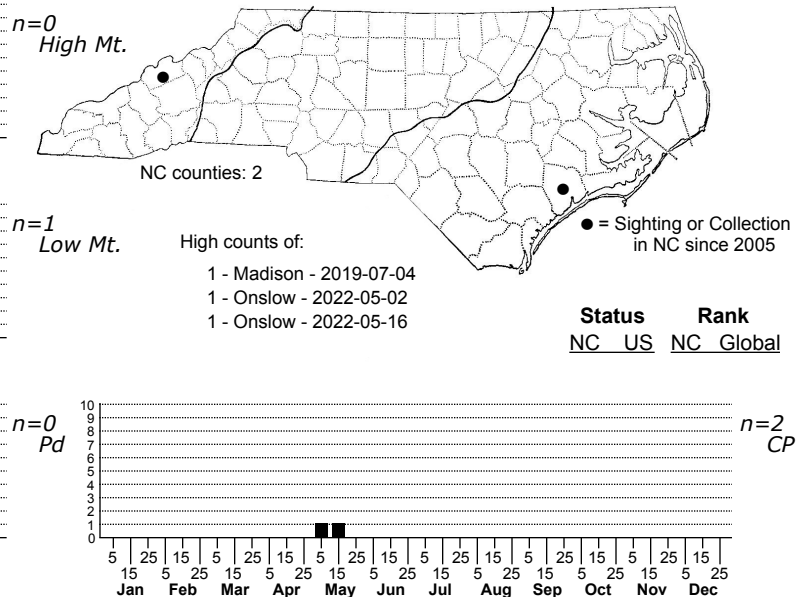 n=0
High Mt.
NC counties: 2
n=1
Low Mt.
High counts of:
1 - Madison - 2019-07-04
1 - Onslow - 2022-05-02
1 - Onslow - 2022-05-16
● = Sighting or Collection
in NC since 2005
Status Rank
NC US NC Global
n=0
Pd
n=2
CP
10
9
8
7
6
5
4
3
2
1
0
5 25 15 5 25 15 5 25 15 5 25 15 5 25 15 5 25 15
15 5 25 15 5 25 15 5 25 15 5 25 15 5 25 15 5 25
Jan Feb Mar Apr May Jun Jul Aug Sep Oct Nov Dec